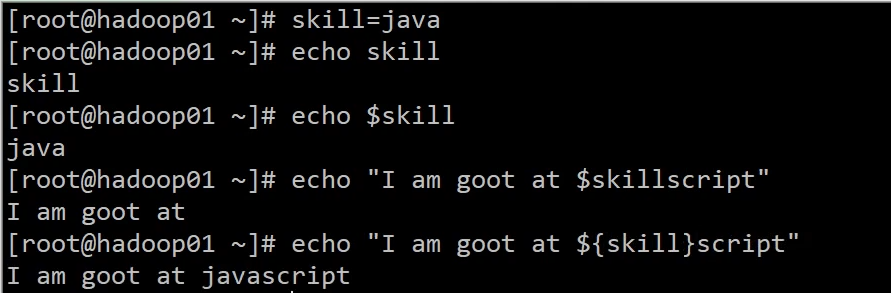 [root@hadoop01 ~]# skill=java
[root@hadoop01 ~]# echo skill
skill
[root@hadoop01 ~]# echo $skill
java
[root@hadoop01 ~]# echo "I am goot at $skillscript"
I am goot at
[root@hadoop01 ~]# echo "I am goot at ${skill}script"
I am goot at javascript